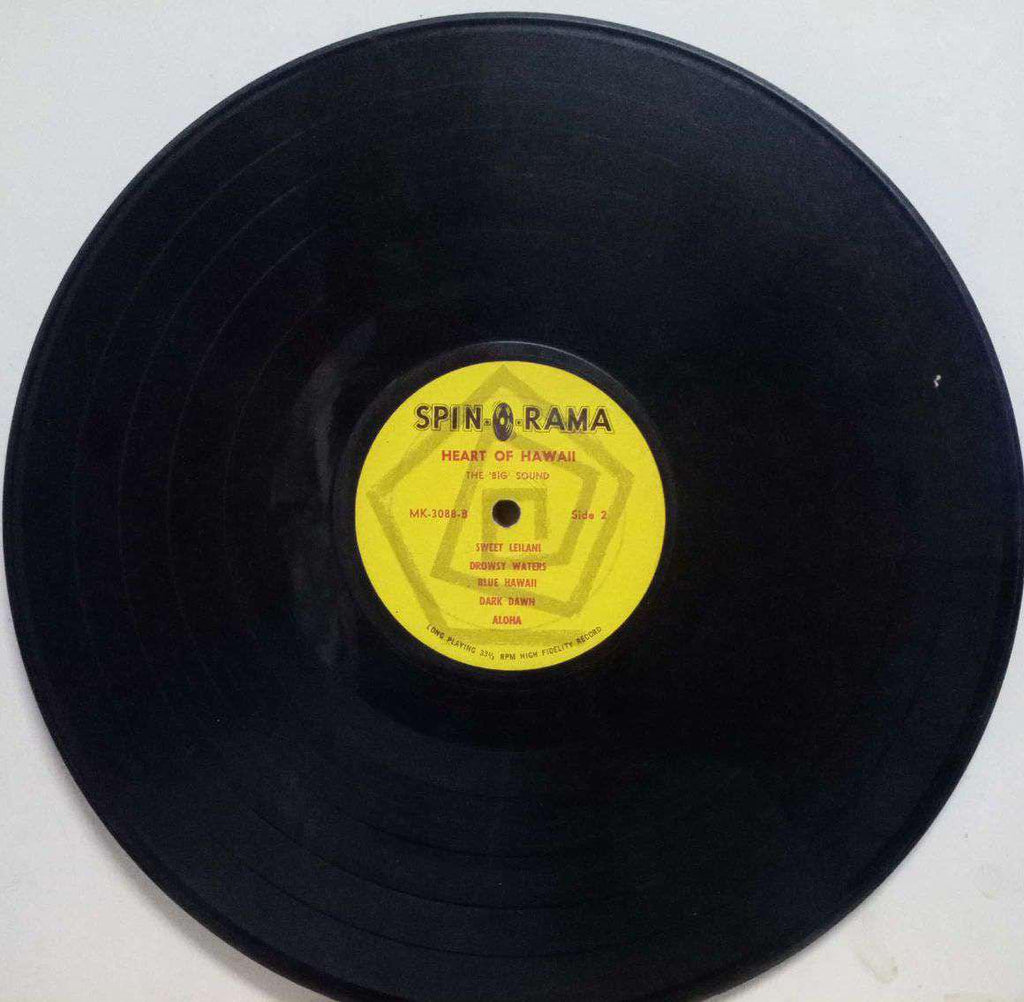 SPIN-O-RAMA
HEART OF HAWAII
THE 'BIG' SOUND
MK-3088-B Side 2
SWEET LEILANI
DROWSY WATERS
BLUE HAWAII
DARK DAWN
ALOHA
LONG PLAYING 33⅓ RPM HIGH FIDELITY RECORD